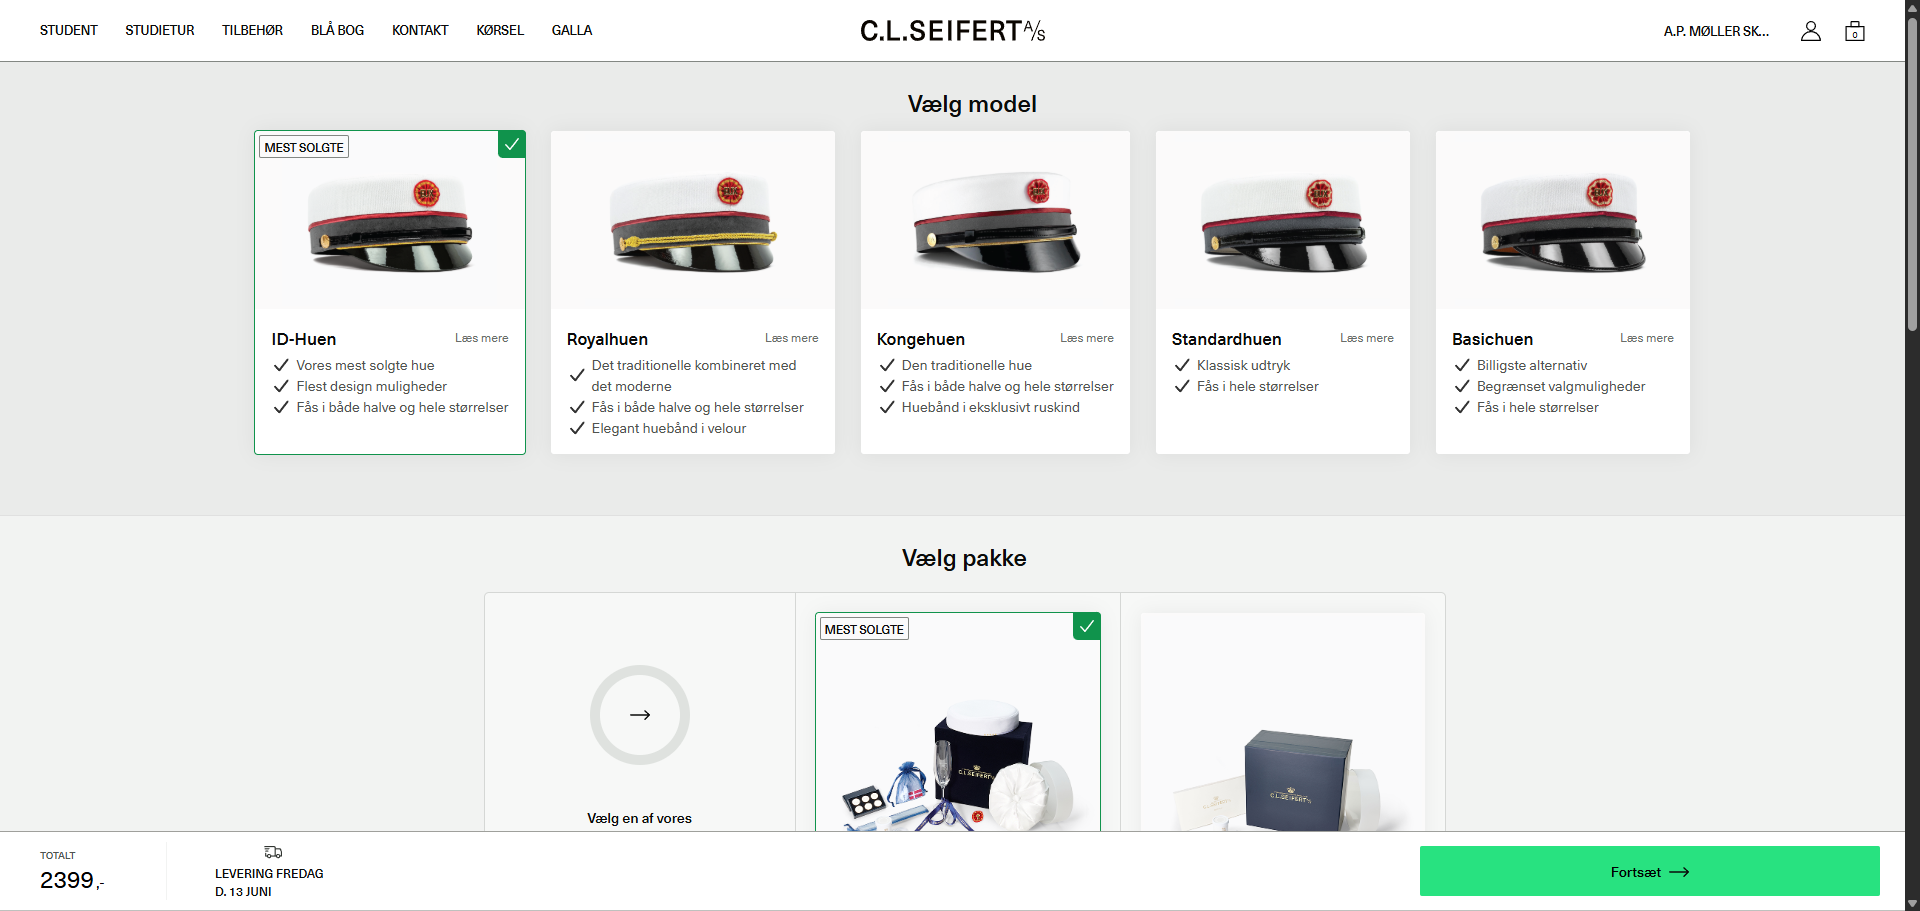 STUDENT STUDIETUR TILBEHØR BLÅ BOG KONTAKT KØRSEL GALLA
C.L.SEIFERT A/S
A.P. MØLLER SK...
0
Vælg model
MEST SOLGTE
ID-Huen
Læs mere
Vores mest solgte hue
Flest design muligheder
Fås i både halve og hele størrelser
Royalhuen
Læs mere
Det traditionelle kombineret med
det moderne
Fås i både halve og hele størrelser
Elegant huebånd i velour
Kongehuen
Læs mere
Den traditionelle hue
Fås i både halve og hele størrelser
Huebånd i eksklusivt ruskind
Standardhuen
Læs mere
Klassisk udtryk
Fås i hele størrelser
Basichuen
Læs mere
Billigste alternativ
Begrænset valgmuligheder
Fås i hele størrelser
Vælg pakke
Vælg en af vores
MEST SOLGTE
C.L.SEIFERT A/S
C.L.SEIFERT A/S
C.L.SEIFERT A/S
TOTALT
2399,-
LEVERING FREDAG
D. 13 JUNI
Fortsæt